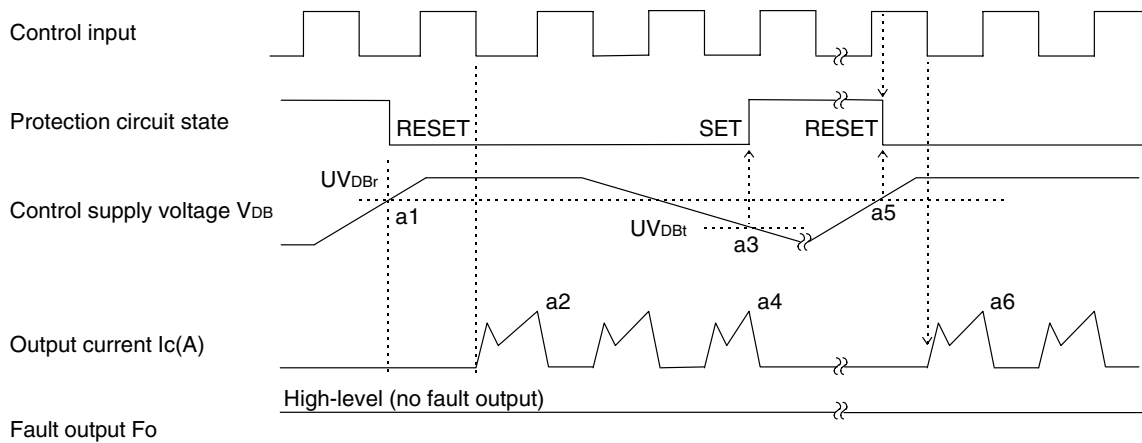 Control input
Protection circuit state
RESET
SET
RESET
UVDBr
Control supply voltage VDB
a1
UVDBt
a3
a5
a2
a4
a6
Output current Ic(A)
High-level (no fault output)
Fault output Fo